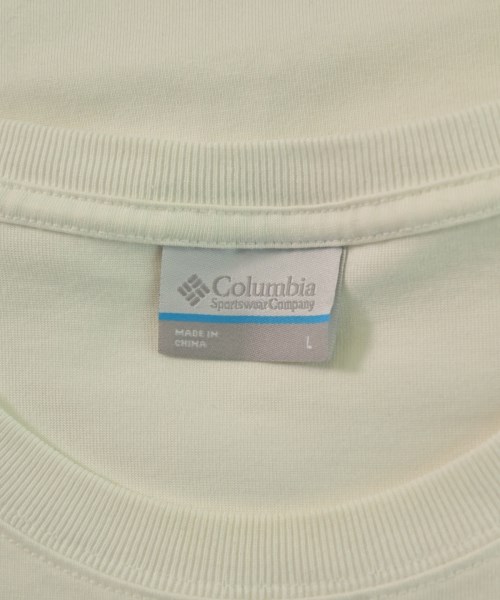 Columbia
Sportswear Company
MADE IN
CHINA
L